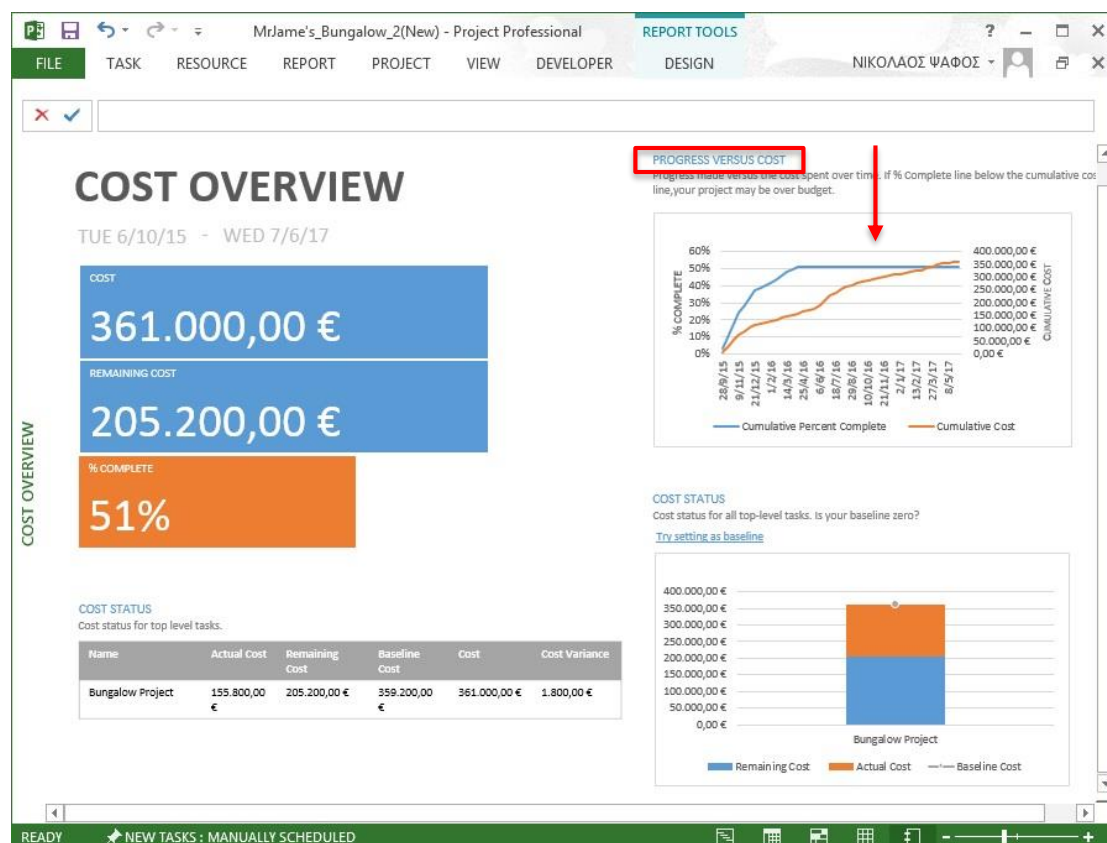 MrJame's_Bungalow_2(New) - Project Professional
REPORT TOOLS
FILE TASK RESOURCE REPORT PROJECT VIEW DEVELOPER DESIGN ΝΙΚΟΛΑΟΣ ΨΑΦΟΣ
COST OVERVIEW
COST OVERVIEW
TUE 6/10/15 - WED 7/6/17
COST
361.000,00 €
REMAINING COST
205.200,00 €
% COMPLETE
51%
COST STATUS
Cost status for top level tasks.
Name Actual Cost Remaining Cost Baseline Cost Cost Cost Variance
Bungalow Project 155.800,00 € 205.200,00 € 359.200,00 € 361.000,00 € 1.800,00 €
PROGRESS VERSUS COST
Progress made versus the cost spent over time. If % Complete line below the cumulative cos
line,your project may be over budget.
% COMPLETE
60%
50%
40%
30%
20%
10%
0%
400.000,00 €
350.000,00 €
300.000,00 €
250.000,00 €
200.000,00 €
150.000,00 €
100.000,00 €
50.000,00 €
0,00 €
CUMULATIVE COST
28/9/15
9/11/15
21/12/15
1/2/16
14/3/16
25/4/16
6/6/16
18/7/16
29/8/16
10/10/16
21/11/16
2/1/17
13/2/17
27/3/17
8/5/17
Cumulative Percent Complete Cumulative Cost
COST STATUS
Cost status for all top-level tasks. Is your baseline zero?
Try setting as baseline
400.000,00 €
350.000,00 €
300.000,00 €
250.000,00 €
200.000,00 €
150.000,00 €
100.000,00 €
50.000,00 €
0,00 €
Bungalow Project
Remaining Cost Actual Cost Baseline Cost
READY NEW TASKS : MANUALLY SCHEDULED